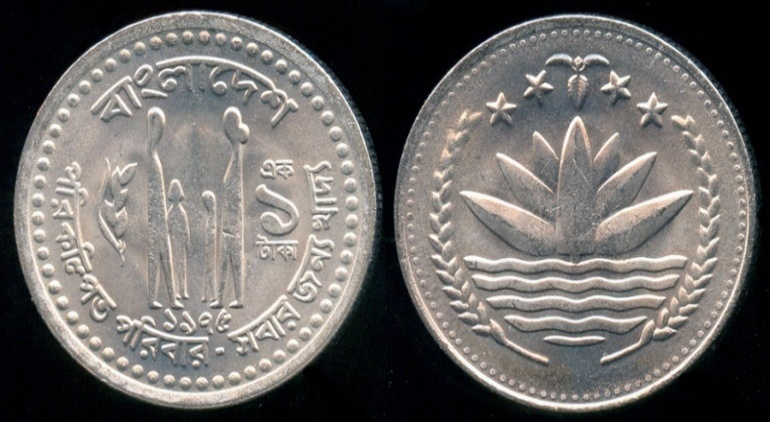 বাংলাদেশ
পরিকল্পিত পরিবার - সবার জন্য খাদ্য
এক
১
টাকা
১৯৭৫